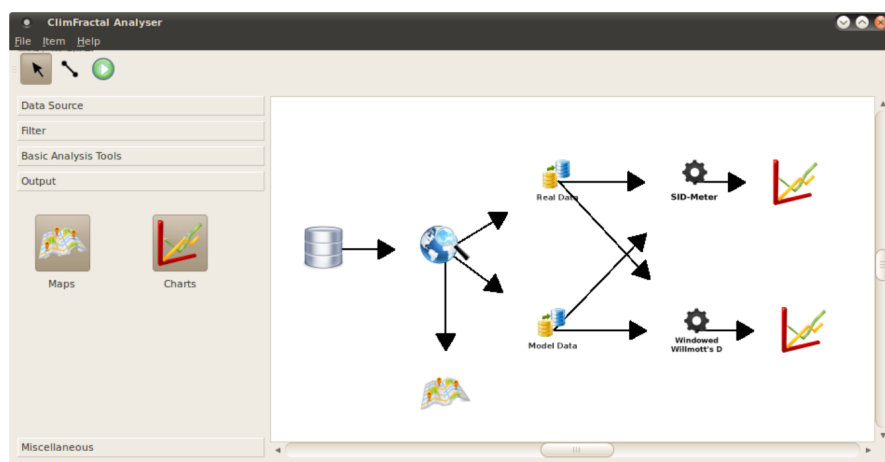 ClimFractal Analyser
File Item Help
Data Source
Filter
Basic Analysis Tools
Output
Maps
Charts
Miscellaneous
Real Data
SID-Meter
Model Data
Windowed
Willmott's D